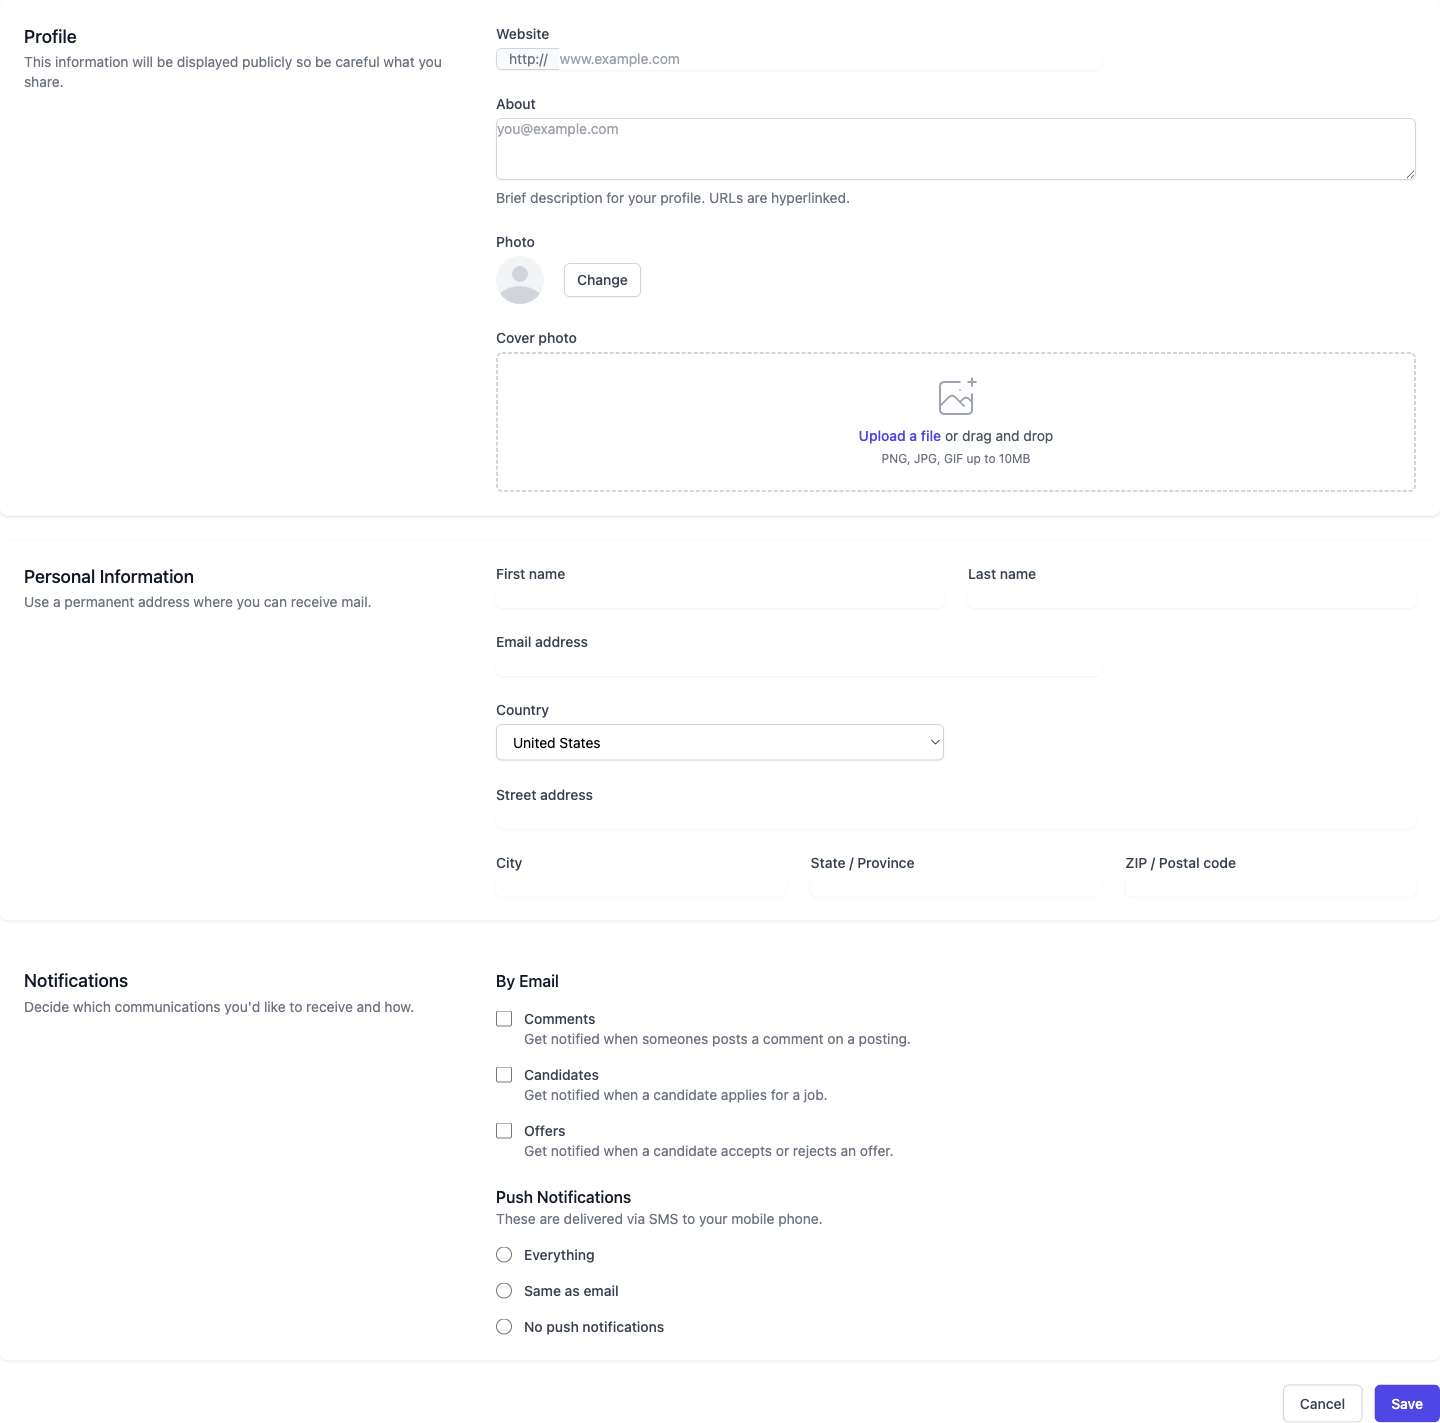 Profile
This information will be displayed publicly so be careful what you
share.
Website
http:// www.example.com
About
you@example.com
Brief description for your profile. URLs are hyperlinked.
Photo
Change
Cover photo
Upload a file or drag and drop
PNG, JPG, GIF up to 10MB
Personal Information
Use a permanent address where you can receive mail.
First name
Last name
Email address
Country
United States
Street address
City
State / Province
ZIP / Postal code
Notifications
Decide which communications you'd like to receive and how.
By Email
Comments
Get notified when someones posts a comment on a posting.
Candidates
Get notified when a candidate applies for a job.
Offers
Get notified when a candidate accepts or rejects an offer.
Push Notifications
These are delivered via SMS to your mobile phone.
Everything
Same as email
No push notifications
Cancel
Save